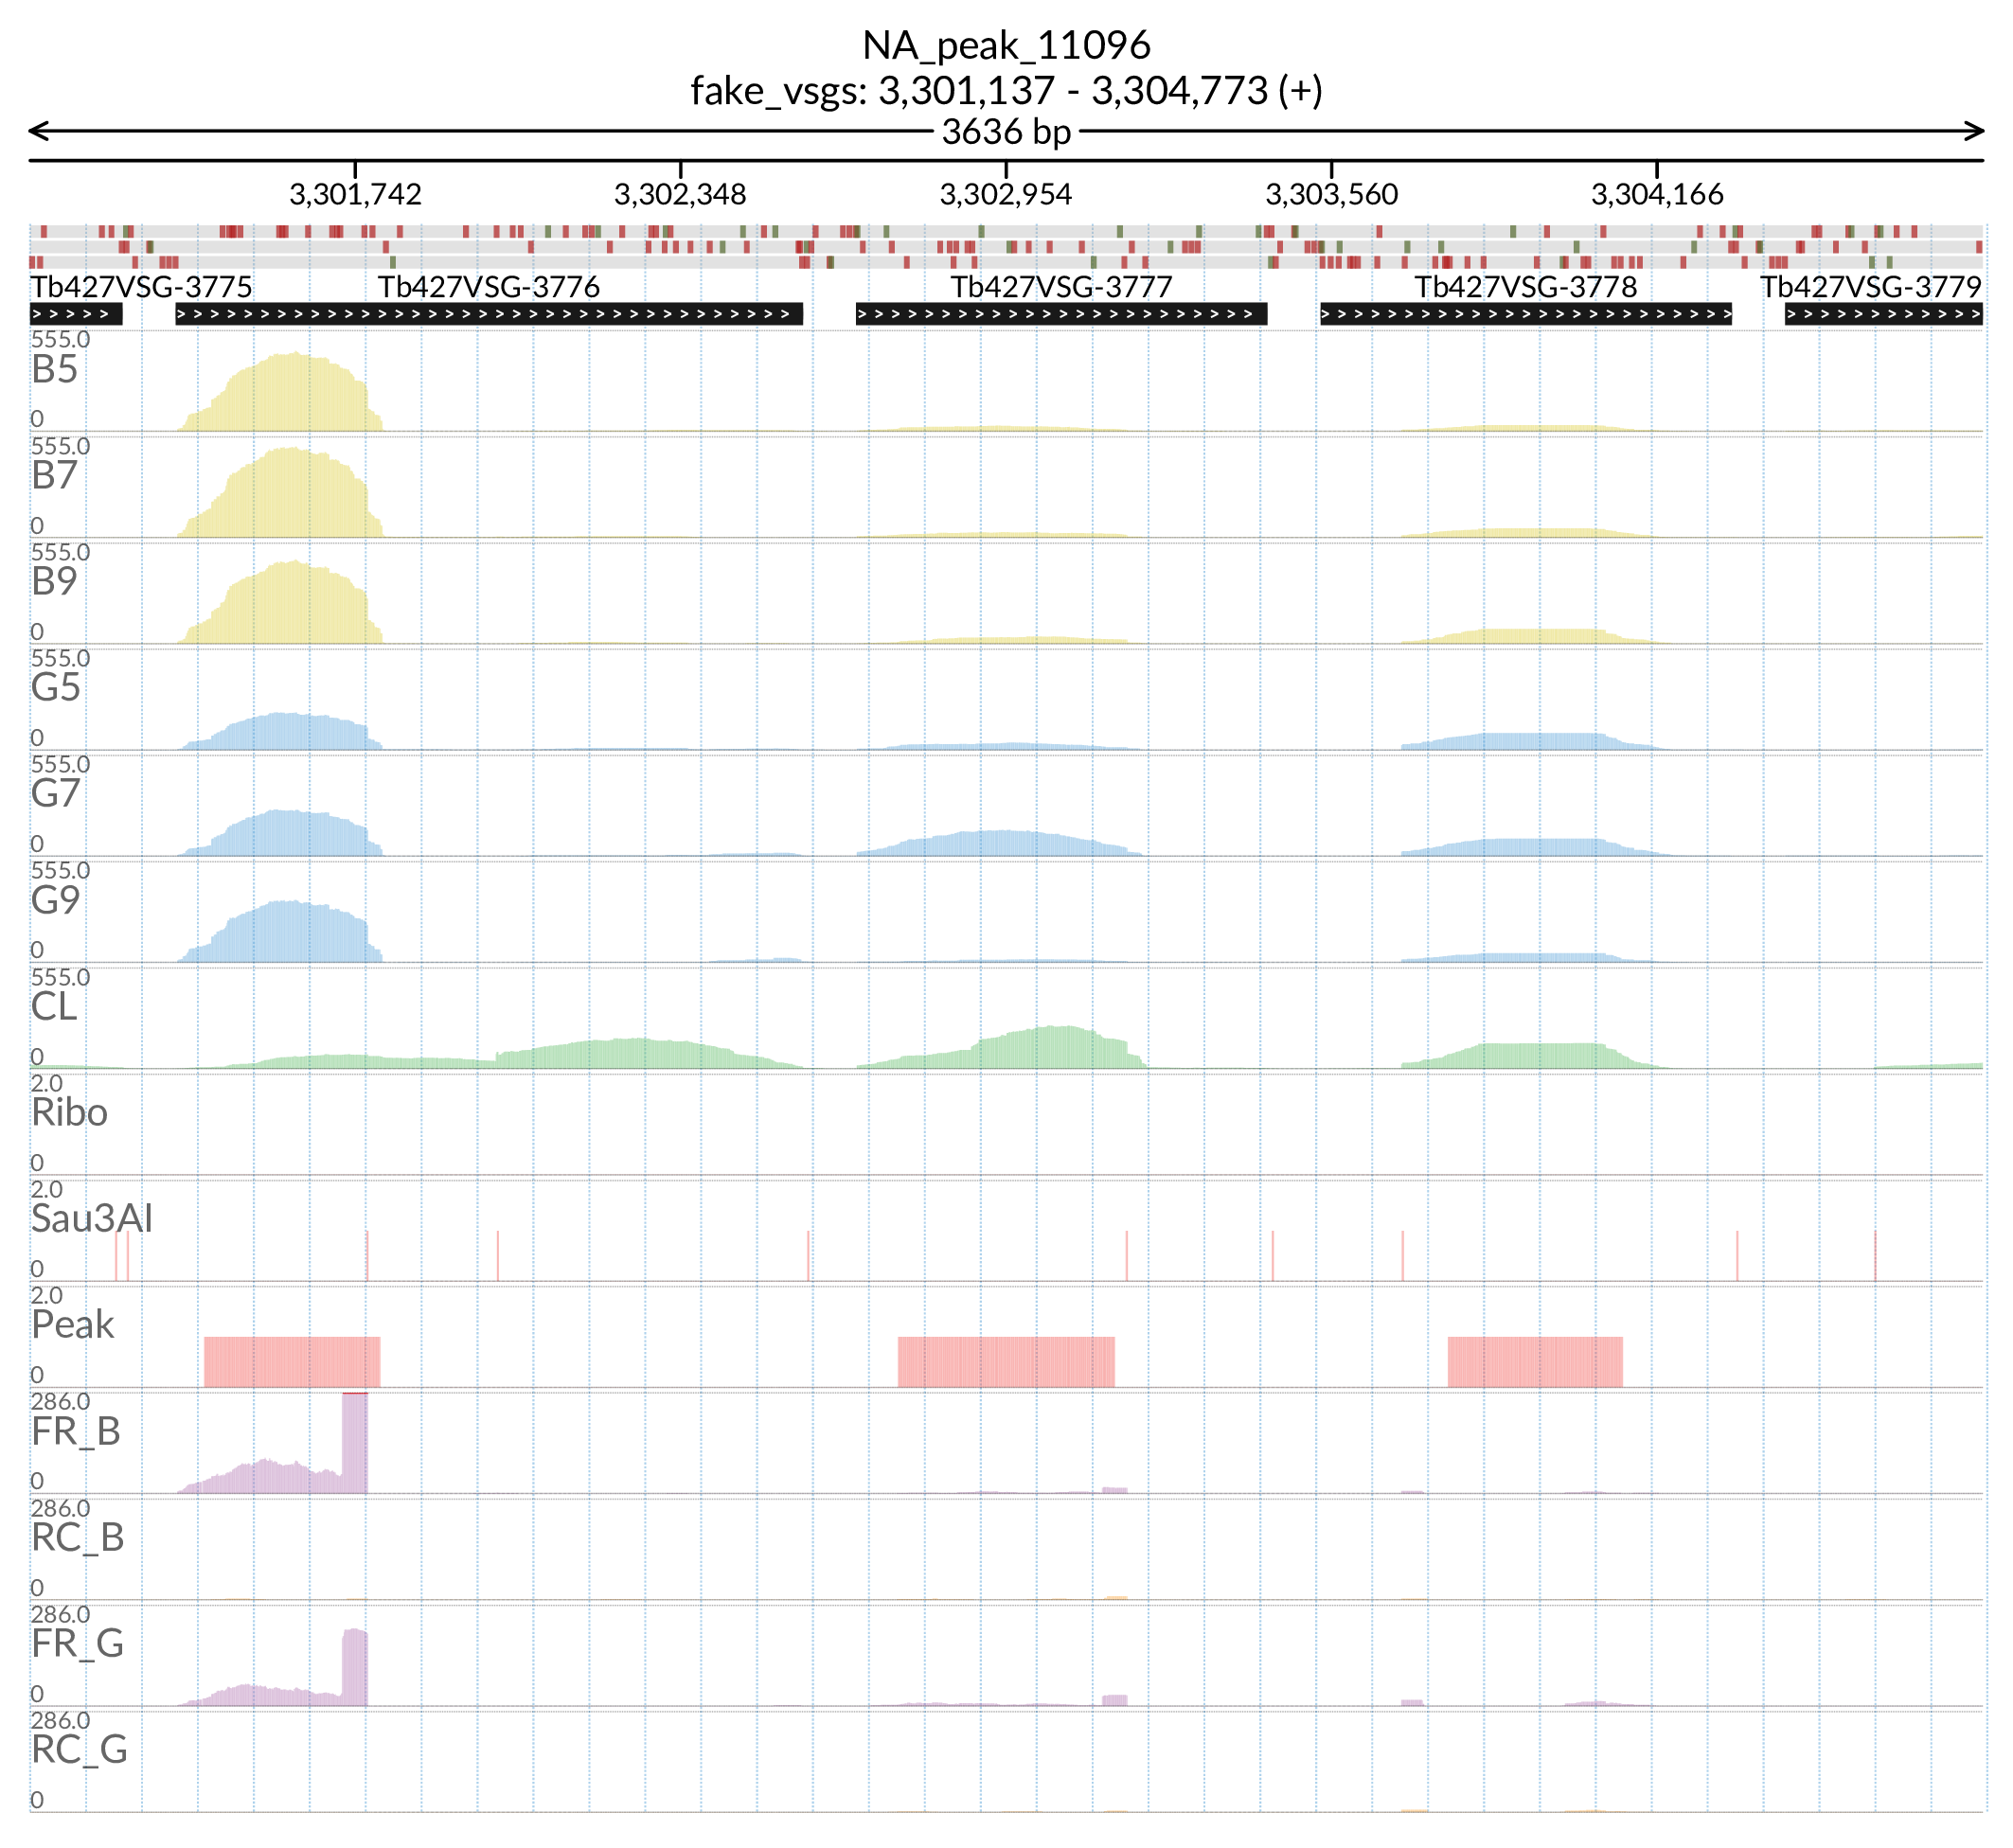 NA_peak_11096
fake_vsgs: 3,301,137 - 3,304,773 (+)
3636 bp
3,301,742 3,302,348 3,302,954 3,303,560 3,304,166
Tb427VSG-3775 Tb427VSG-3776 Tb427VSG-3777 Tb427VSG-3778 Tb427VSG-3779
555.0
B5
0
555.0
B7
0
555.0
B9
0
555.0
G5
0
555.0
G7
0
555.0
G9
0
555.0
CL
0
2.0
Ribo
0
2.0
Sau3AI
0
2.0
Peak
0
286.0
FR_B
0
286.0
RC_B
0
286.0
FR_G
0
286.0
RC_G
0